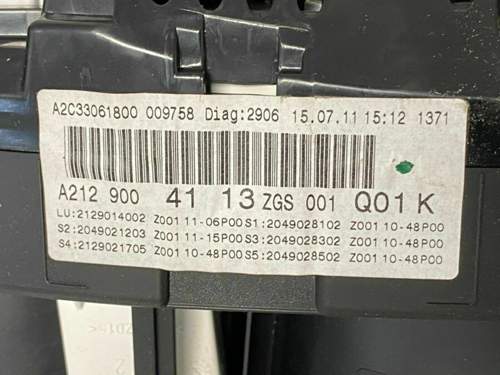 A2C33061800 009758 Diag:2906 15.07.11 15:12 1371
A212 900 41 13 ZGS 001 Q01 K
LU:2129014002 Z001 11-06P00 S1:2049028102 Z001 10-48P00
S2:2049021203 Z001 11-15P00 S3:2049028302 Z001 10-48P00
S4:2129021705 Z001 10-48P00 S5:2049028502 Z001 10-48P00